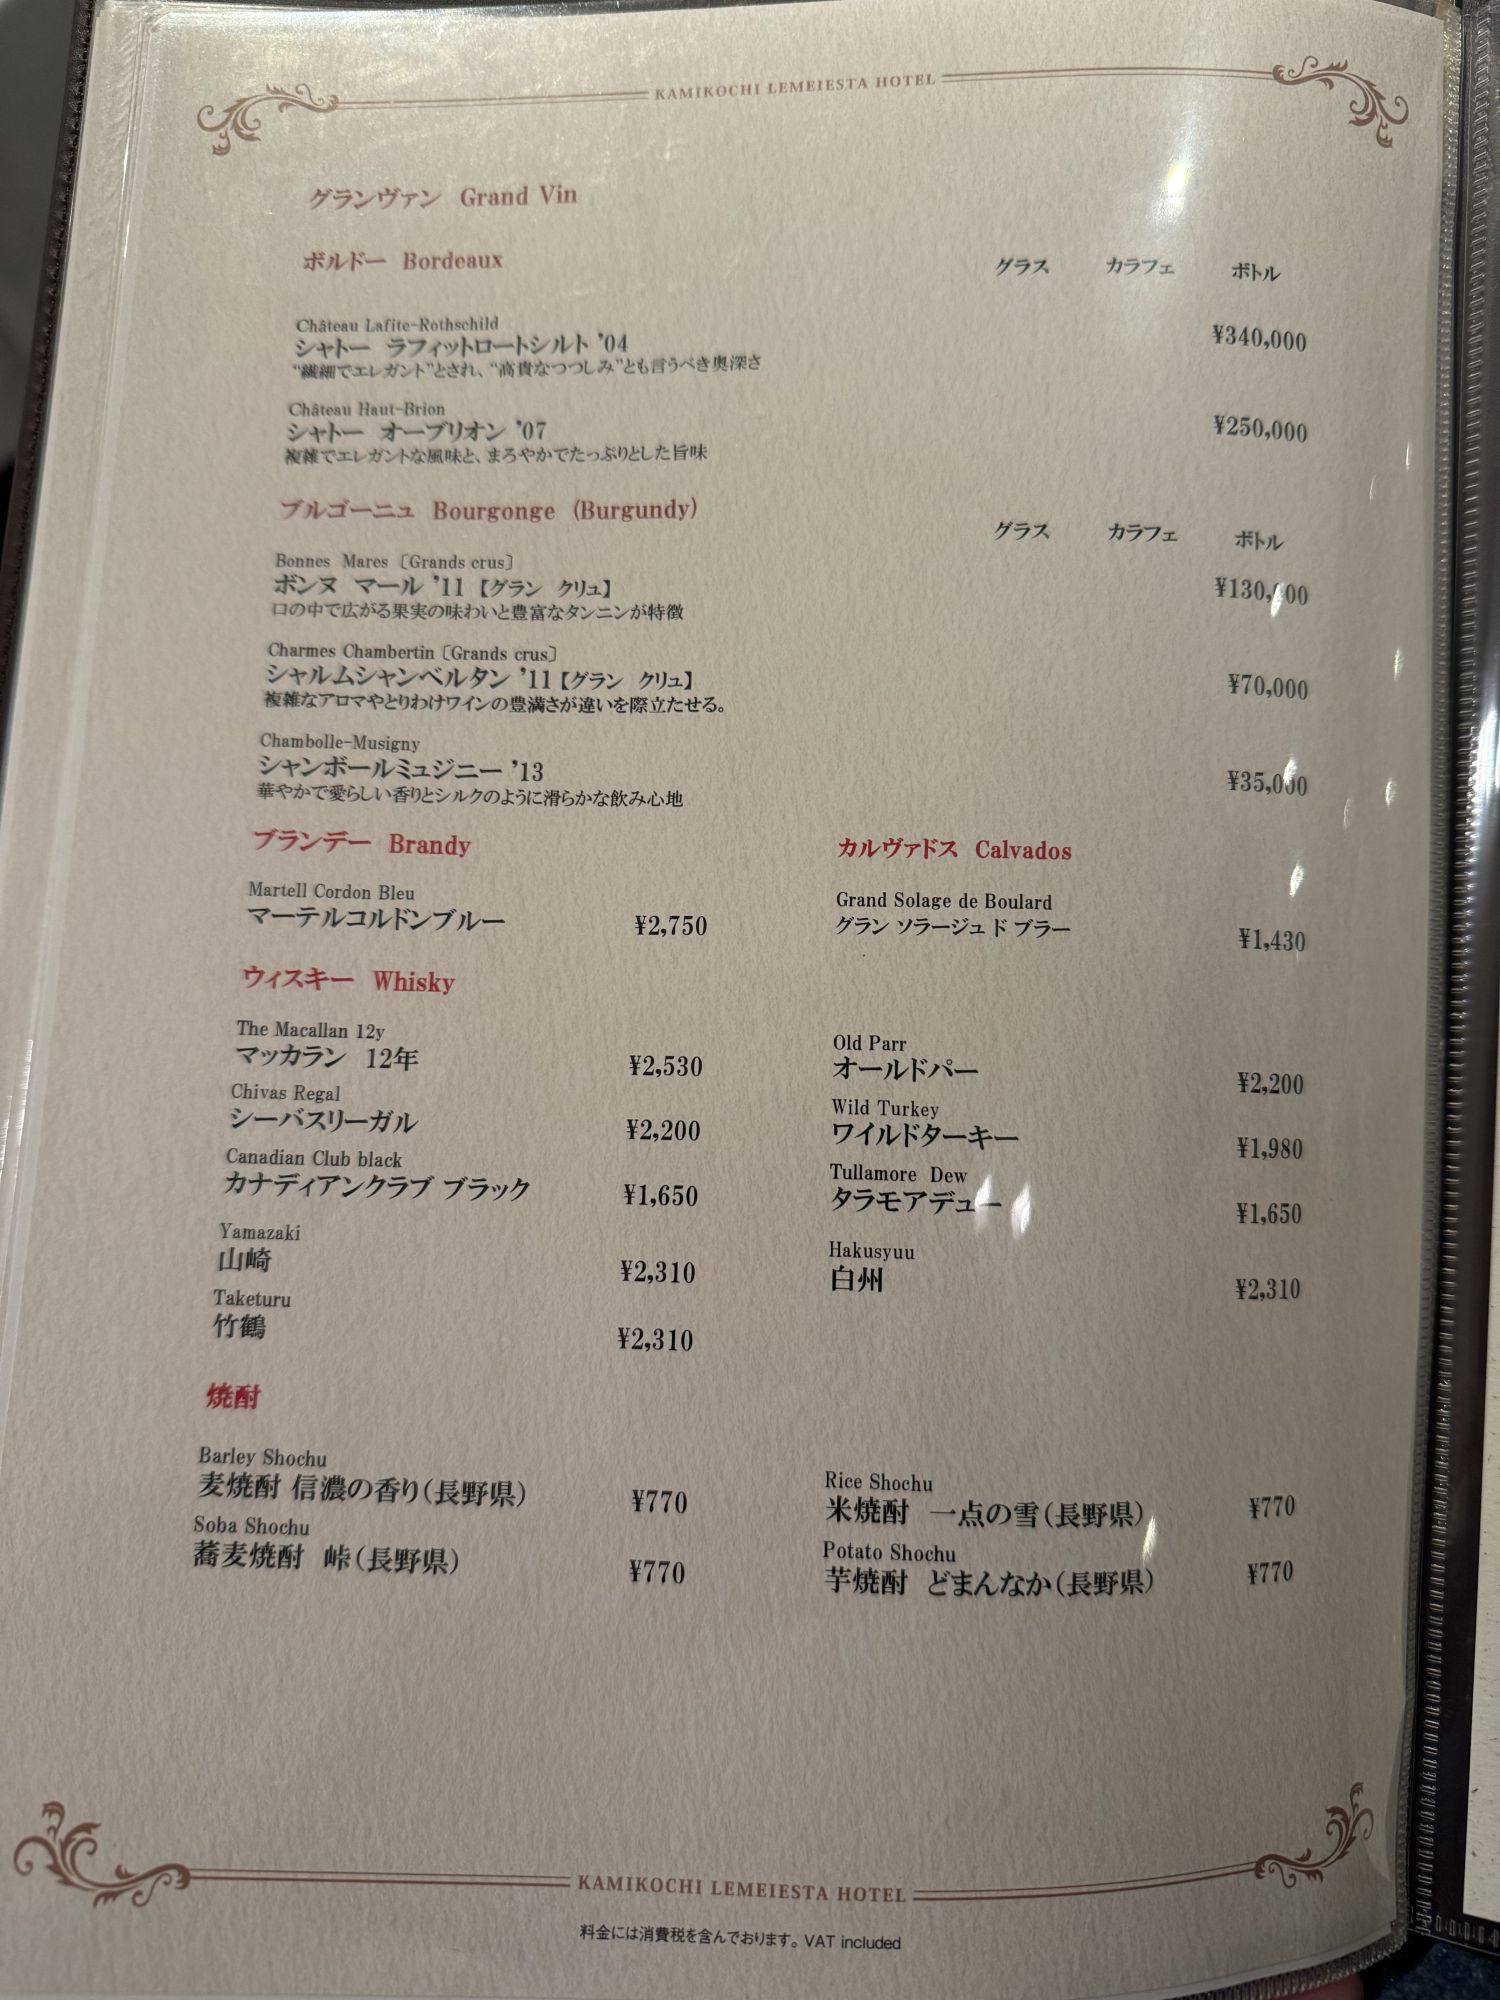 KAMIKOCHI LEMEIESTA HOTEL
グランヴァン Grand Vin
ボルドー Bordeaux グラス カラフェ ボトル
Château Lafite-Rothschild
シャトー ラフィットロートシルト ’04 ¥340,000
“繊細でエレガント”とされ、“高貴なつつしみ”とも言うべき奥深さ
Château Haut-Brion
シャトー オーブリオン ’07 ¥250,000
複雑でエレガントな風味と、まろやかでたっぷりとした旨味
ブルゴーニュ Bourgonge (Burgundy) グラス カラフェ ボトル
Bonnes Mares〔Grands crus〕
ボンヌ マール ’11【グラン クリュ】 ¥130,000
口の中で広がる果実の味わいと豊富なタンニンが特徴
Charmes Chambertin〔Grands crus〕
シャルムシャンベルタン ’11【グラン クリュ】 ¥70,000
複雑なアロマやとりわけワインの豊満さが違いを際立たせる。
Chambolle-Musigny
シャンボールミュジニー ’13 ¥35,000
華やかで愛らしい香りとシルクのように滑らかな飲み心地
ブランデー Brandy
Martell Cordon Bleu
マーテルコルドンブルー ¥2,750
カルヴァドス Calvados
Grand Solage de Boulard
グラン ソラージュ ド ブラー ¥1,430
ウィスキー Whisky
The Macallan 12y
マッカラン 12年 ¥2,530
Chivas Regal
シーバスリーガル ¥2,200
Canadian Club black
カナディアンクラブ ブラック ¥1,650
Yamazaki
山崎 ¥2,310
Taketuru
竹鶴 ¥2,310
Old Parr
オールドパー ¥2,200
Wild Turkey
ワイルドターキー ¥1,980
Tullamore Dew
タラモアデュー ¥1,650
Hakusyuu
白州 ¥2,310
焼酎
Barley Shochu
麦焼酎 信濃の香り(長野県) ¥770
Soba Shochu
蕎麦焼酎 峠(長野県) ¥770
Rice Shochu
米焼酎 一点の雪(長野県) ¥770
Potato Shochu
芋焼酎 どまんなか(長野県) ¥770
KAMIKOCHI LEMEIESTA HOTEL
料金には消費税を含んでおります。VAT included